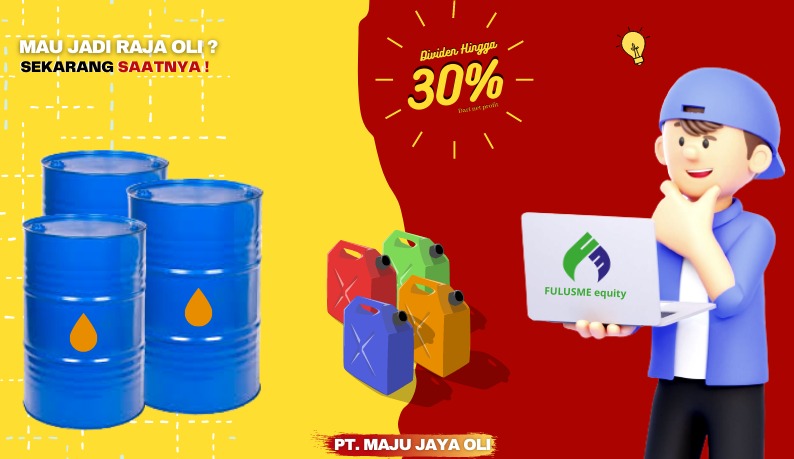 MAU JADI RAJA OLI ?
SEKARANG SAATNYA !
Dividen Hingga
30%
Dari net profit
FULUSME equity
PT. MAJU JAYA OLI